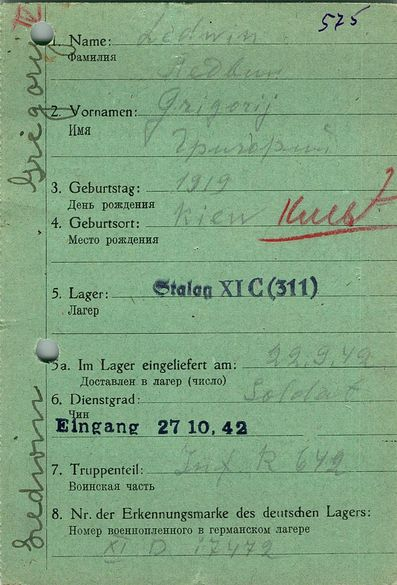 575
1. Name: Ledwin
Фамилия Ледвин
2. Vornamen: Grigorij
Имя Григорий
3. Geburtstag: 1919
День рождения
4. Geburtsort: Kiew Киев
Место рождения
5. Lager: Stalag XI C (311)
Лагер
5a. Im Lager eingeliefert am: 22.9.42
Доставлен в лагер (число)
6. Dienstgrad: Soldat
Чин
Eingang 27 10. 42
7. Truppenteil: Inf. R 642
Воинская часть
8. Nr. der Erkennungsmarke des deutschen Lagers:
Номер военнопленного в германском лагере
XI D 17472
Grigorij